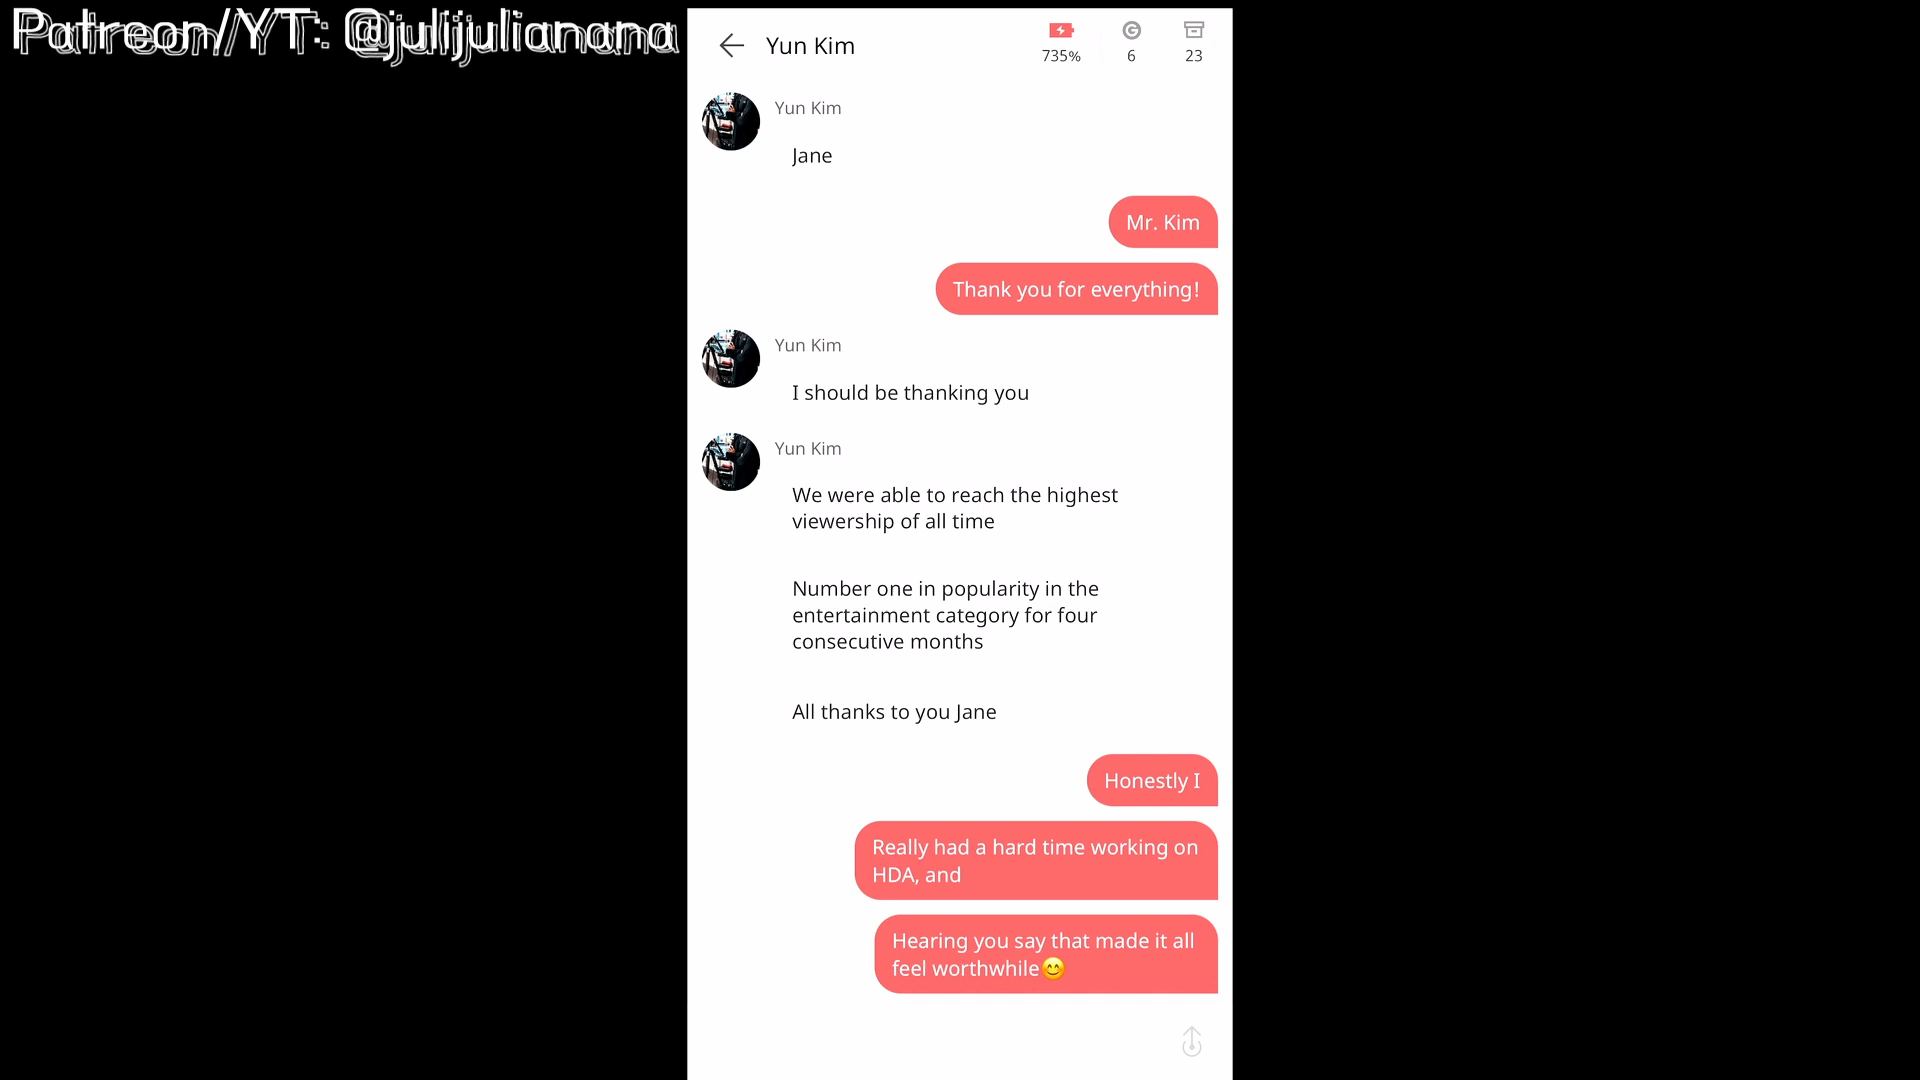 Patreon/YT: @julijulianana
Yun Kim
735%
6
23
Yun Kim
Jane
Mr. Kim
Thank you for everything!
Yun Kim
I should be thanking you
Yun Kim
We were able to reach the highest
viewership of all time
Number one in popularity in the
entertainment category for four
consecutive months
All thanks to you Jane
Honestly I
Really had a hard time working on
HDA, and
Hearing you say that made it all
feel worthwhile😊